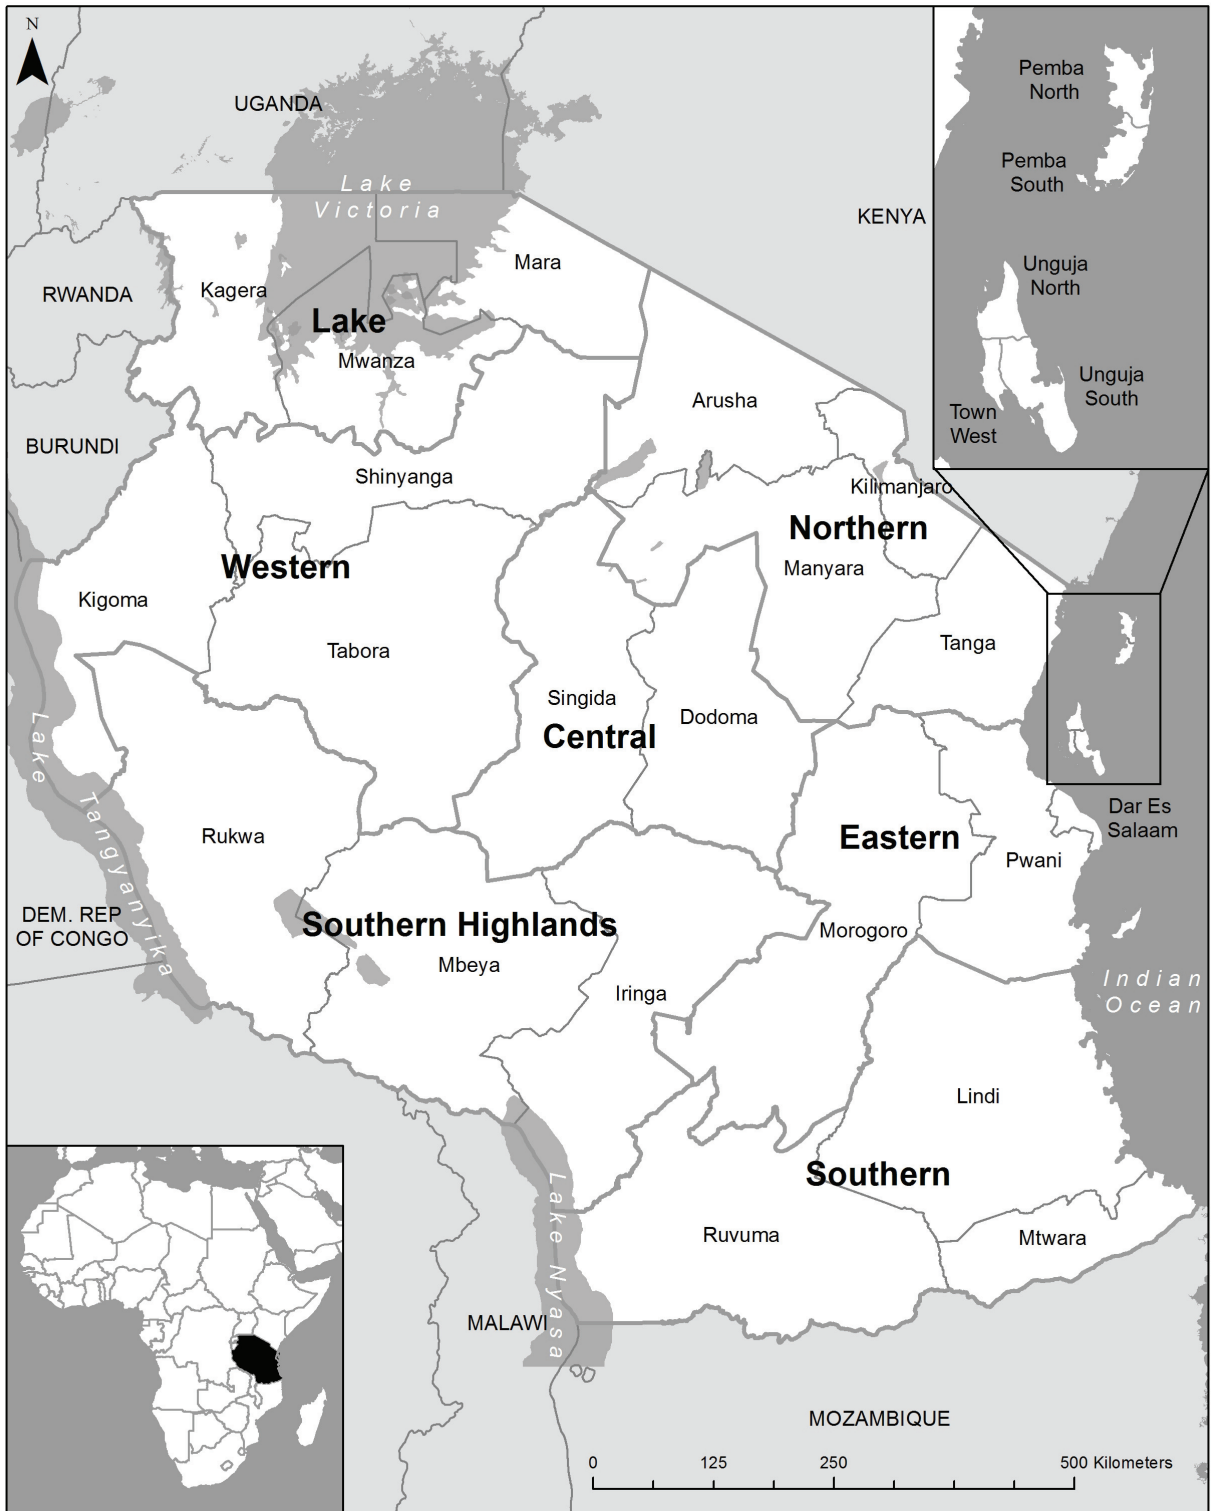 N
UGANDA
Lake
Victoria
KENYA
Pemba
North
Pemba
South
Unguja
North
Unguja
South
Town
West
RWANDA
Kagera
Mara
Lake
Mwanza
BURUNDI
Arusha
Shinyanga
Kilimanjaro
Northern
Western
Manyara
Kigoma
Tabora
Tanga
Singida
Dodoma
Central
Lake Tangyanyika
Rukwa
Eastern
Dar Es
Salaam
Pwani
DEM. REP
OF CONGO
Southern Highlands
Mbeya
Morogoro
Iringa
Indian
Ocean
Lindi
Southern
Lake Nyasa
Ruvuma
Mtwara
MALAWI
MOZAMBIQUE
0 125 250 500 Kilometers